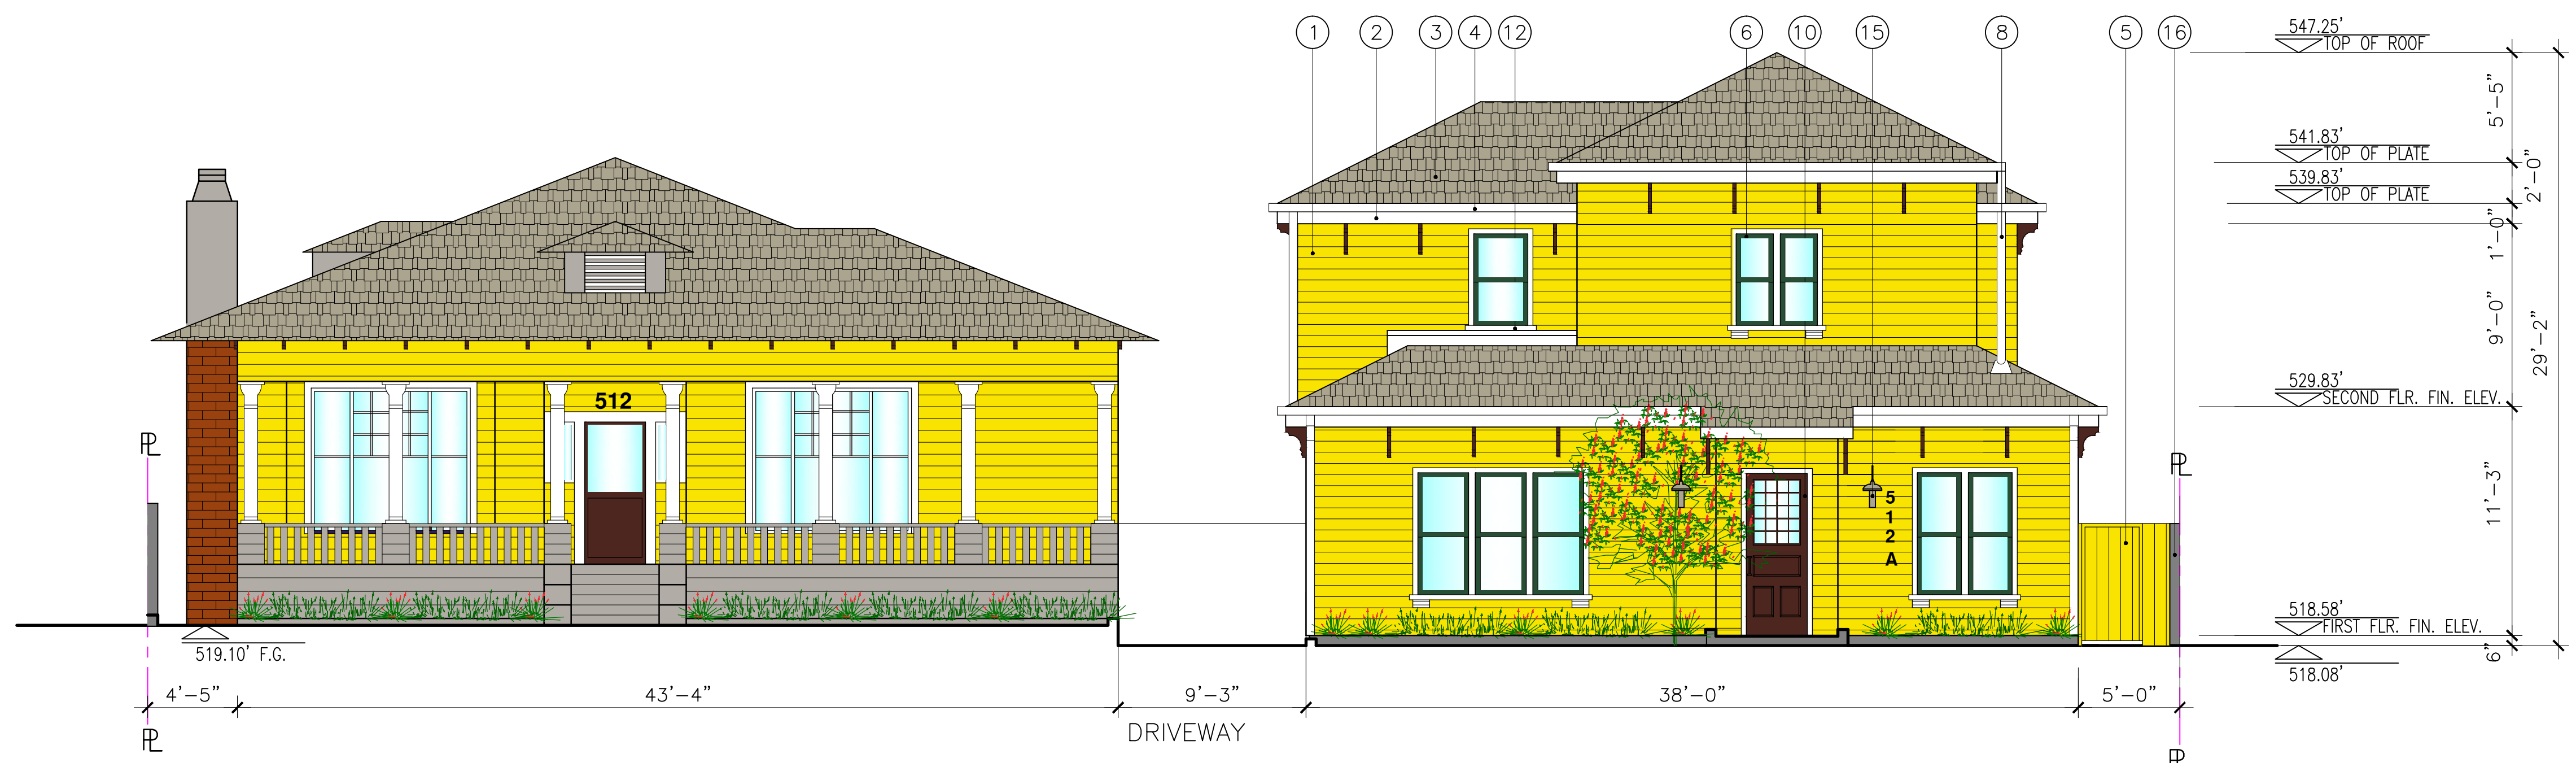 1 2 3 4 12 6 10 15 8 5 16
547.25'
TOP OF ROOF
5'-5"
541.83'
TOP OF PLATE
2'-0"
539.83'
TOP OF PLATE
1'-0"
9'-0"
29'-2"
529.83'
SECOND FLR. FIN. ELEV.
11'-3"
518.58'
FIRST FLR. FIN. ELEV.
6"
518.08'
512
512A
PL
PL
519.10' F.G.
4'-5" 43'-4" 9'-3" 38'-0" 5'-0"
DRIVEWAY
PL
PL